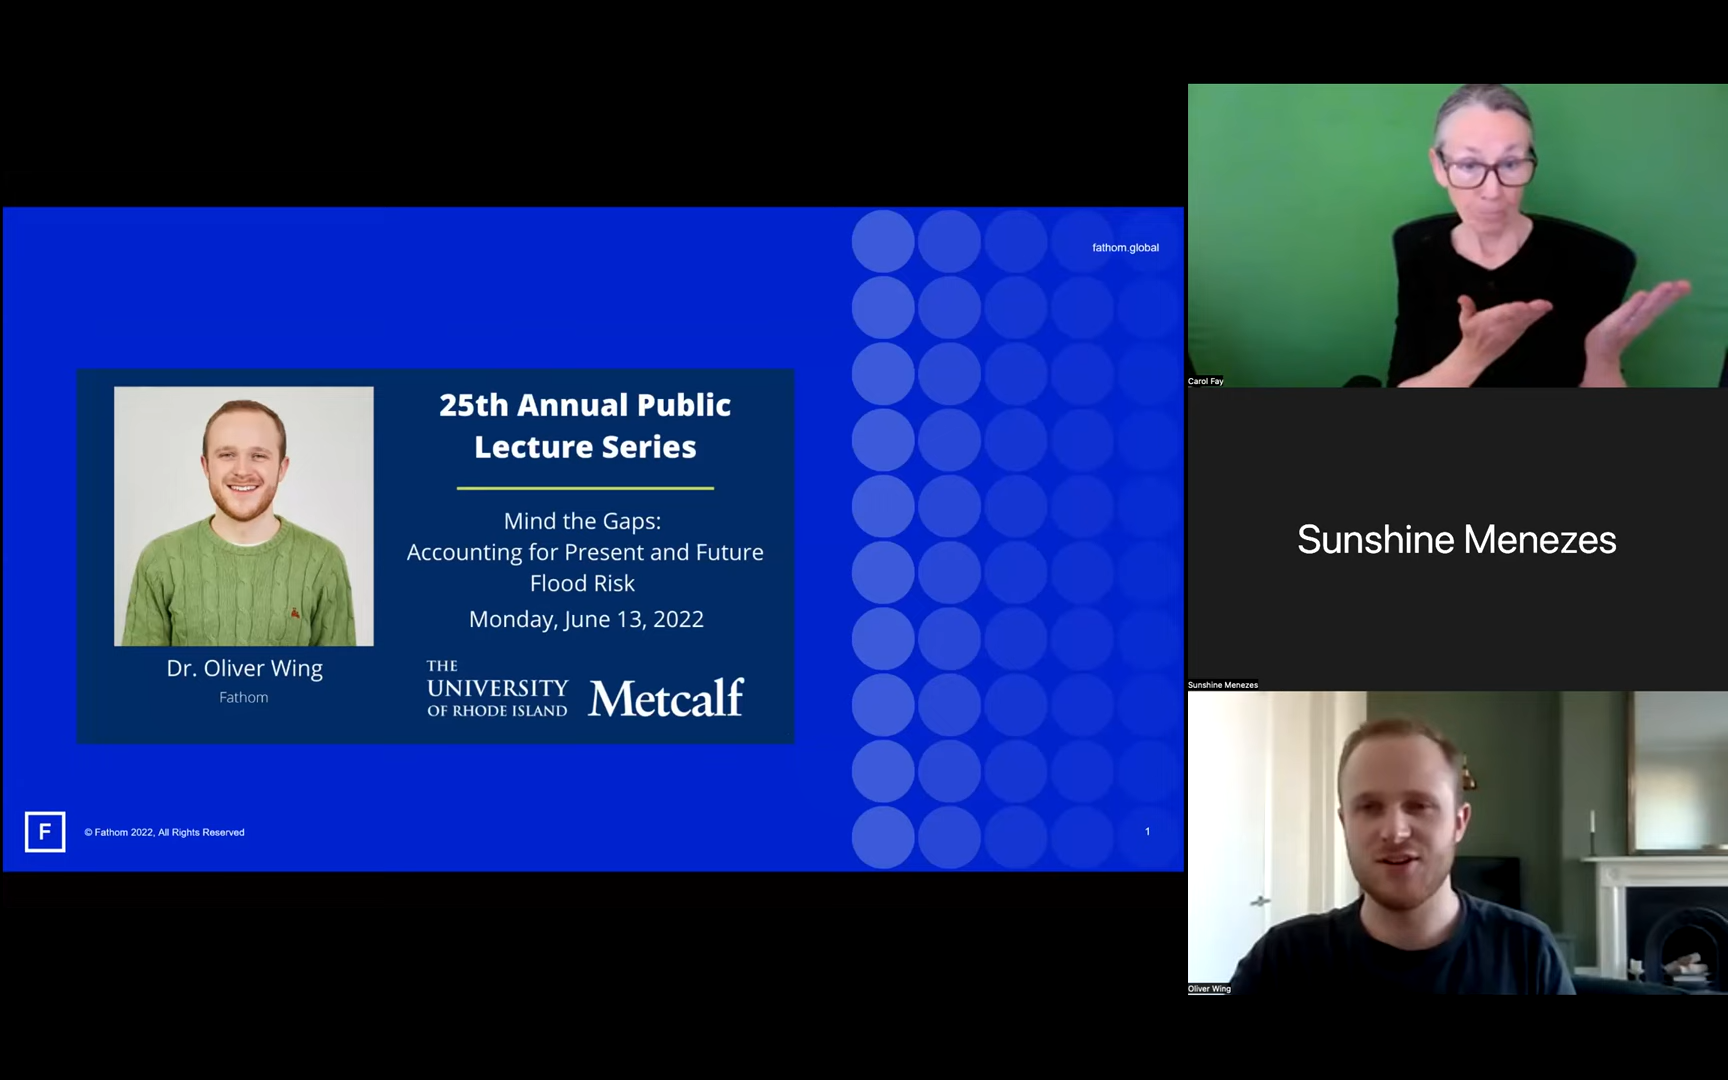 fathom.global
25th Annual Public
Lecture Series
Mind the Gaps:
Accounting for Present and Future
Flood Risk
Monday, June 13, 2022
Dr. Oliver Wing
Fathom
THE
UNIVERSITY
OF RHODE ISLAND
Metcalf
F
© Fathom 2022, All Rights Reserved
1
Carol Fay
Sunshine Menezes
Sunshine Menezes
Oliver Wing